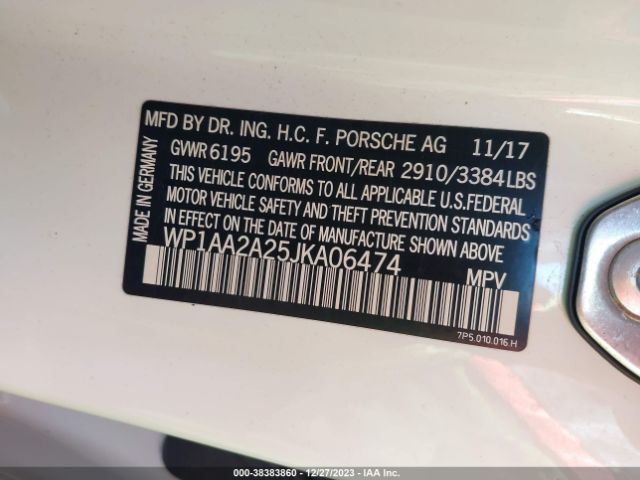 MFD BY DR. ING. H.C. F. PORSCHE AG 11/17
GVWR 6195 GAWR FRONT/REAR 2910/3384LBS
THIS VEHICLE CONFORMS TO ALL APPLICABLE U.S.FEDERAL
MOTOR VEHICLE SAFETY AND THEFT PREVENTION STANDARDS
IN EFFECT ON THE DATE OF MANUFACTURE SHOWN ABOVE.
WP1AA2A25JKA06474
MPV
MADE IN GERMANY
7P5.010.016.H
000-38383860 - 12/27/2023 - IAA Inc.